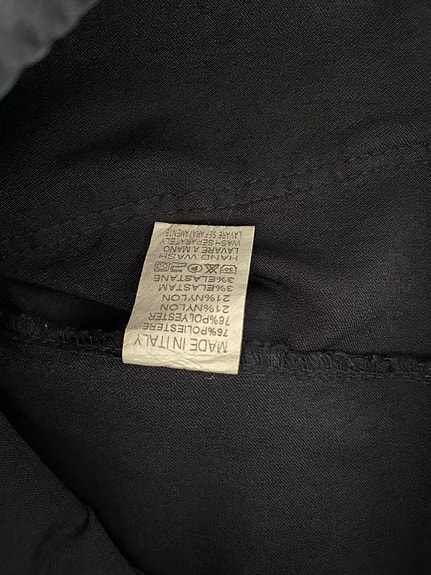 MADE IN ITALY
76%POLIESTERE
76%POLYESTER
21%NYLON
21%NYLON
3%ELASTAM
3%ELASTANE
HAND WASH
LAVARE A MANO
WASH SEPARATELY
LAVARE SEPARATAMENTE